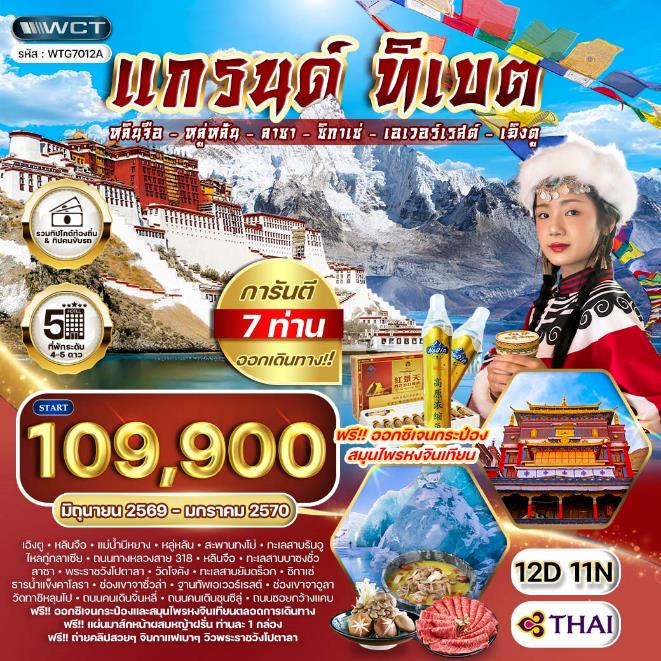 WCT
รหัส : WTG7012A
แกรนด์ ทิเบต
หลินจือ - หลู่หลั่น - ลาซา - ชิกาเช่ - เอเวอร์เรสต์ - เฉิงตู
รวมทิปไกด์ท้องถิ่น
& ทิปคนขับรถ
5
HOTEL
ที่พักระดับ
4-5 ดาว
การันตี
7 ท่าน
ออกเดินทาง!!
START
109,900
มิถุนายน 2569 - มกราคม 2570
红景天
高原浓缩氧
ฟรี!! ออกซิเจนกระป๋อง
สมุนไพรหงจินเทียน
เฉิงตู • หลินจือ • แม่น้ำนีหยาง • หลู่หลั่น • สะพานทงไม่ • ทะเลสาบรันอู
ไหลกู่กลาเซีย • ถนนทางหลวงสาย 318 • หลินจือ • ทะเลสาบบาซงชั่ว
ลาซา • พระราชวังโปตาลา • วัดโจคัง • ทะเลสาบยัมดร็อก • ชิกาเช่
ธารน้ำแข็งคาโรลา • ช่องเขาจาชั่วล่า • ฐานทัพเอเวอร์เรสต์ • ช่องเขาจาอูลา
วัดทาชิหลุนโป • ถนนคนเดินจิ่นหลี่ • ถนนคนเดินชุนซีลู่ • ถนนซอยกว้างแคบ
ฟรี!! ออกซิเจนกระป๋องและสมุนไพรหงจินเทียนตลอดการเดินทาง
ฟรี!! แผ่นมาส์กหน้าผสมหญ้าฝรั่น ท่านละ 1 กล่อง
ฟรี!! ถ่ายคลิปสวยๆ จิบกาแฟเบาๆ วิวพระราชวังโปตาลา
12D 11N
THAI